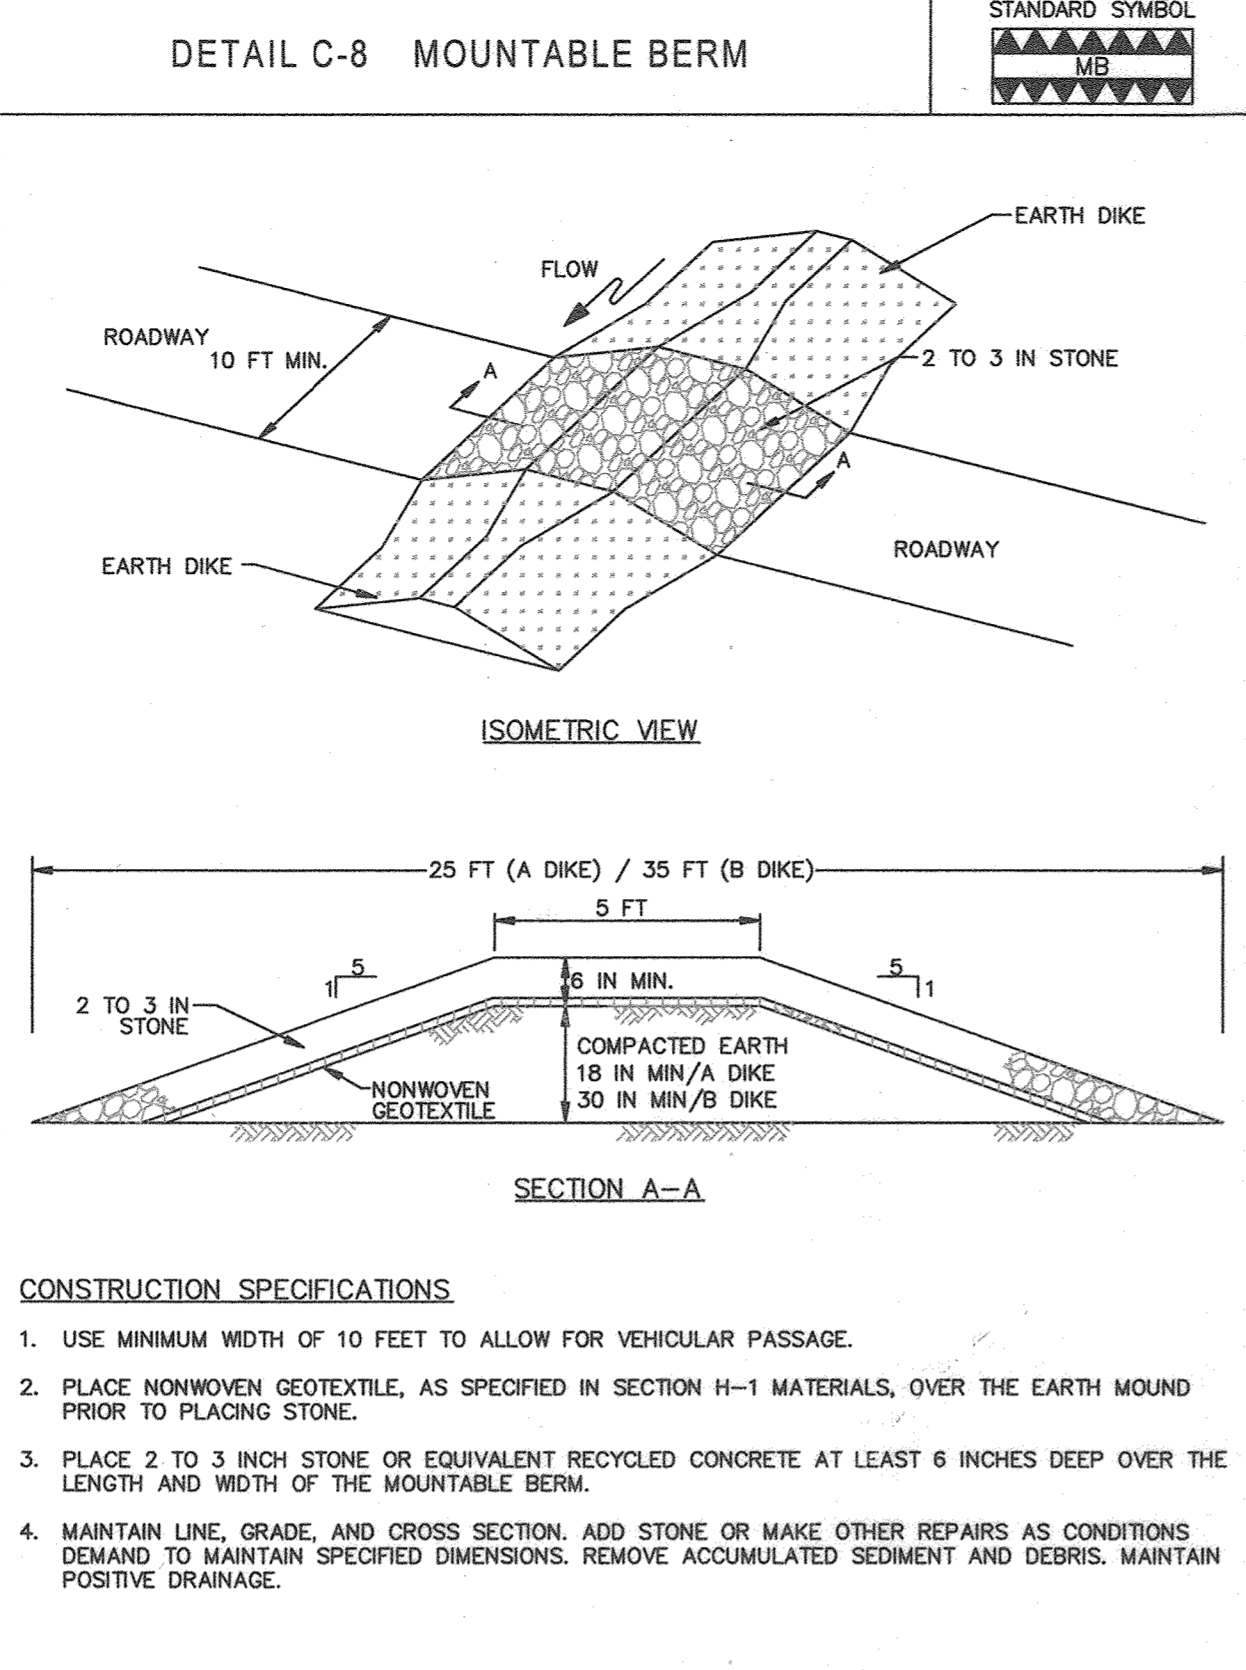 DETAIL C-8 MOUNTABLE BERM
STANDARD SYMBOL
MB
EARTH DIKE
FLOW
ROADWAY
10 FT MIN.
A
2 TO 3 IN STONE
A
ROADWAY
EARTH DIKE
ISOMETRIC VIEW
25 FT (A DIKE) / 35 FT (B DIKE)
5 FT
5
1
5
1
6 IN MIN.
2 TO 3 IN
STONE
COMPACTED EARTH
18 IN MIN/A DIKE
30 IN MIN/B DIKE
NONWOVEN
GEOTEXTILE
SECTION A-A
CONSTRUCTION SPECIFICATIONS
1. USE MINIMUM WIDTH OF 10 FEET TO ALLOW FOR VEHICULAR PASSAGE.
2. PLACE NONWOVEN GEOTEXTILE, AS SPECIFIED IN SECTION H-1 MATERIALS, OVER THE EARTH MOUND
PRIOR TO PLACING STONE.
3. PLACE 2 TO 3 INCH STONE OR EQUIVALENT RECYCLED CONCRETE AT LEAST 6 INCHES DEEP OVER THE
LENGTH AND WIDTH OF THE MOUNTABLE BERM.
4. MAINTAIN LINE, GRADE, AND CROSS SECTION. ADD STONE OR MAKE OTHER REPAIRS AS CONDITIONS
DEMAND TO MAINTAIN SPECIFIED DIMENSIONS. REMOVE ACCUMULATED SEDIMENT AND DEBRIS. MAINTAIN
POSITIVE DRAINAGE.